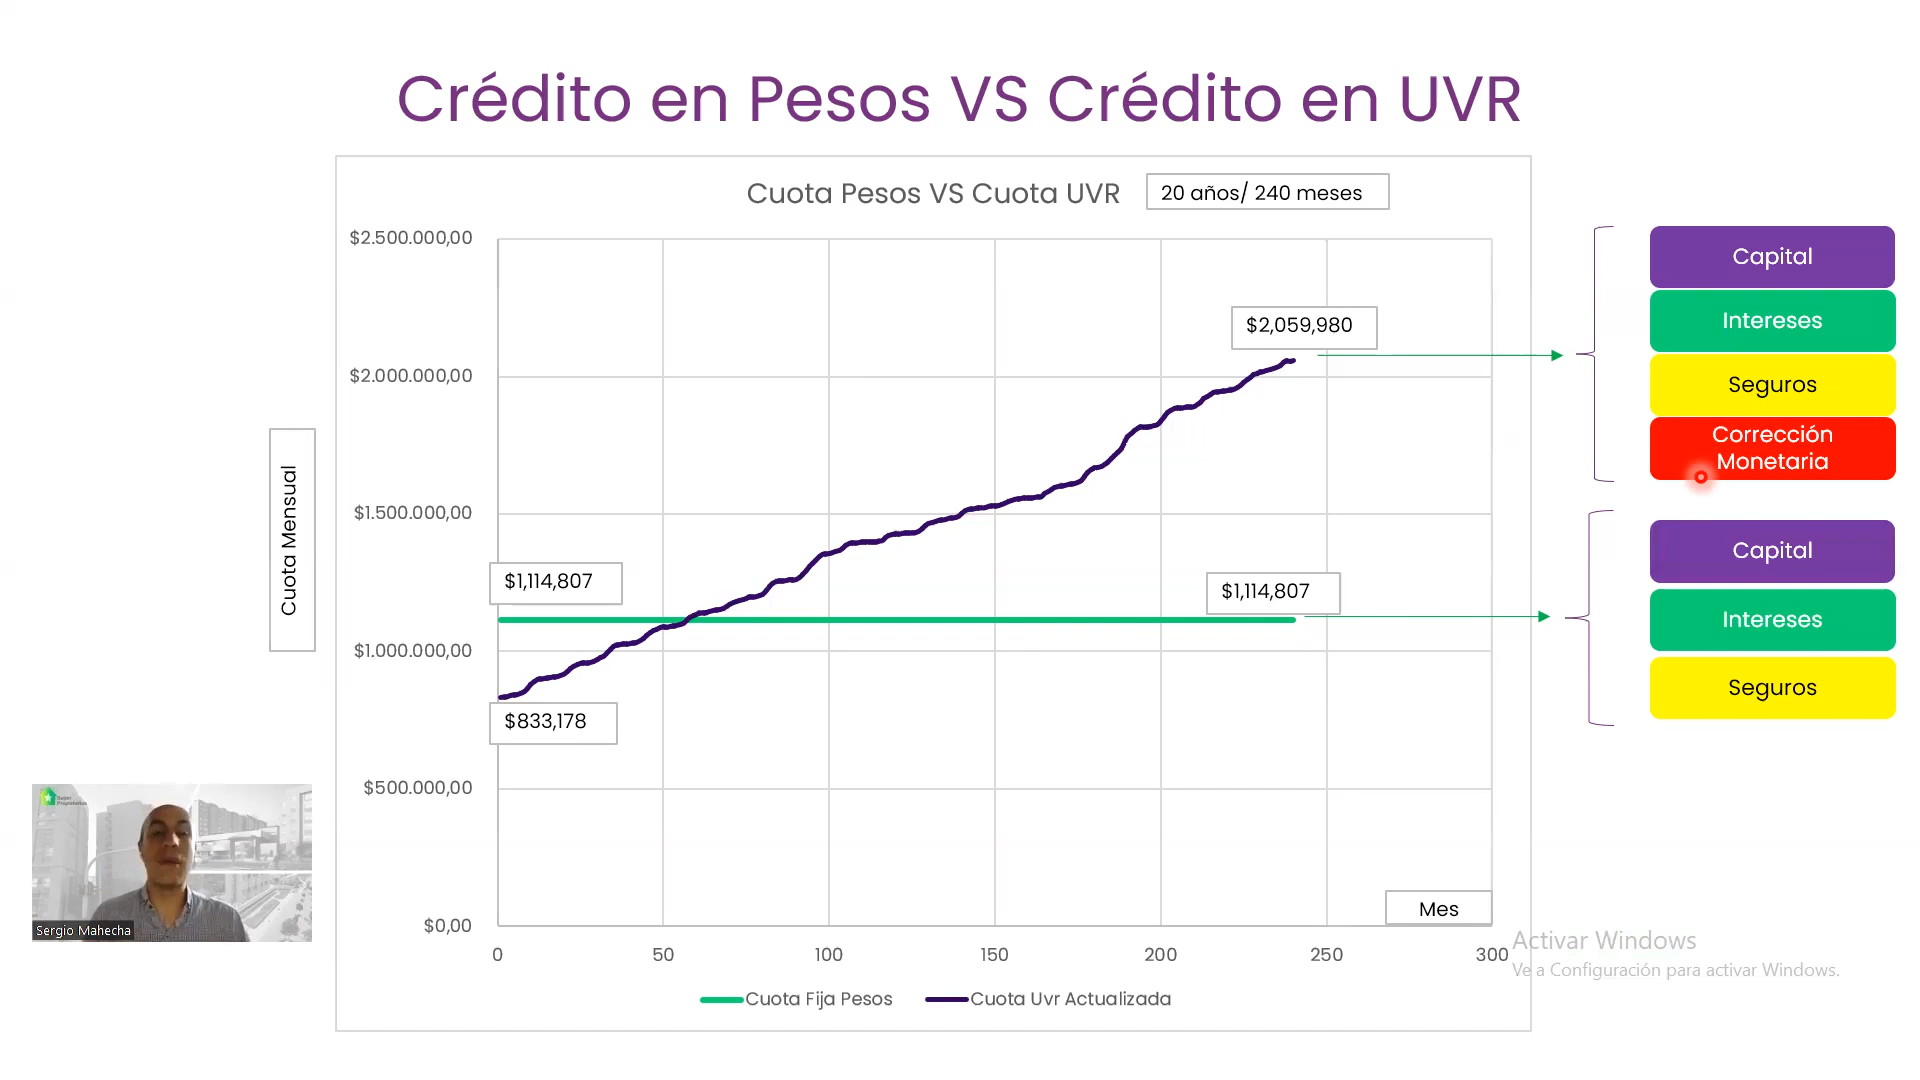 Crédito en Pesos VS Crédito en UVR
Cuota Pesos VS Cuota UVR
20 años/ 240 meses
$2.500.000,00
$2.000.000,00
$1.500.000,00
$1.000.000,00
$500.000,00
$0,00
Cuota Mensual
$2,059,980
$1,114,807
$1,114,807
$833,178
Mes
0 50 100 150 200 250 300
Cuota Fija Pesos
Cuota Uvr Actualizada
Capital
Intereses
Seguros
Corrección
Monetaria
Capital
Intereses
Seguros
Super
Propietarios
Sergio Mahecha
Activar Windows
Ve a Configuración para activar Windows.